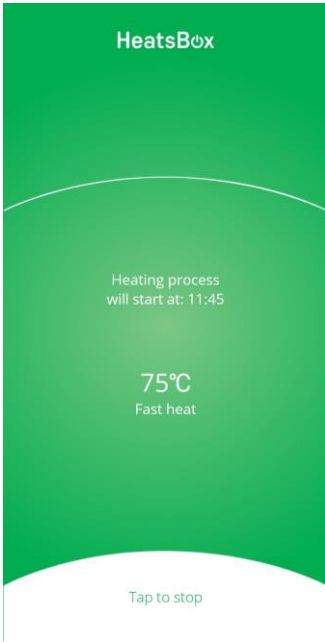 HeatsBox
Heating process
will start at: 11:45
75℃
Fast heat
Tap to stop